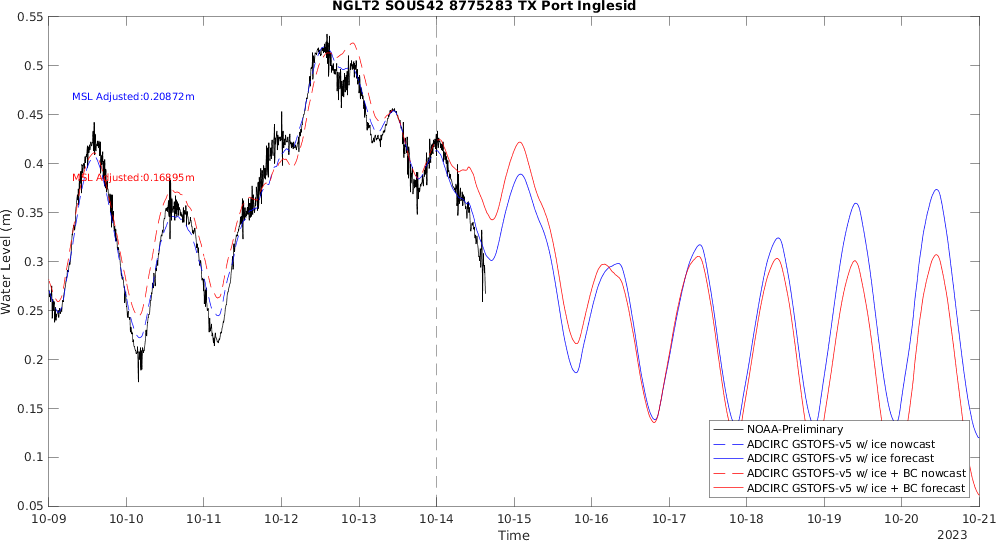 NGLT2 SOUS42 8775283 TX Port Inglesid
0.55
0.5
0.45
0.4
0.35
0.3
0.25
0.2
0.15
0.1
0.05
Water Level (m)
MSL Adjusted:0.20872m
MSL Adjusted:0.16895m
NOAA-Preliminary
ADCIRC GSTOFS-v5 w/ ice nowcast
ADCIRC GSTOFS-v5 w/ ice forecast
ADCIRC GSTOFS-v5 w/ ice + BC nowcast
ADCIRC GSTOFS-v5 w/ ice + BC forecast
10-09 10-10 10-11 10-12 10-13 10-14 10-15 10-16 10-17 10-18 10-19 10-20 10-21
Time
2023